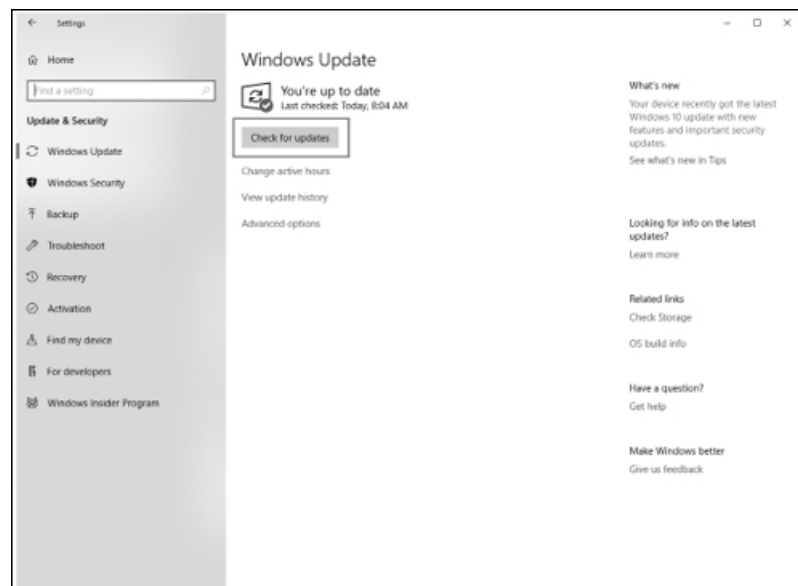 Settings
Home
Find a setting
Update & Security
Windows Update
Windows Security
Backup
Troubleshoot
Recovery
Activation
Find my device
For developers
Windows Insider Program
Windows Update
You're up to date
Last checked: Today, 8:04 AM
Check for updates
Change active hours
View update history
Advanced options
What's new
Your device recently got the latest
Windows 10 update with new
features and important security
updates.
See what's new in Tips
Looking for info on the latest
updates?
Learn more
Related links
Check Storage
OS build info
Have a question?
Get help
Make Windows better
Give us feedback